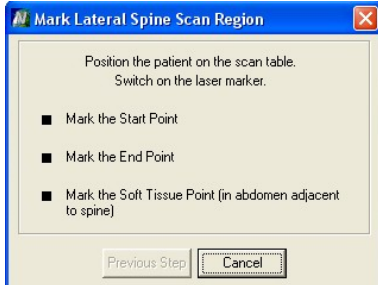 Mark Lateral Spine Scan Region
Position the patient on the scan table.
Switch on the laser marker.
Mark the Start Point
Mark the End Point
Mark the Soft Tissue Point (in abdomen adjacent
to spine)
Previous Step Cancel